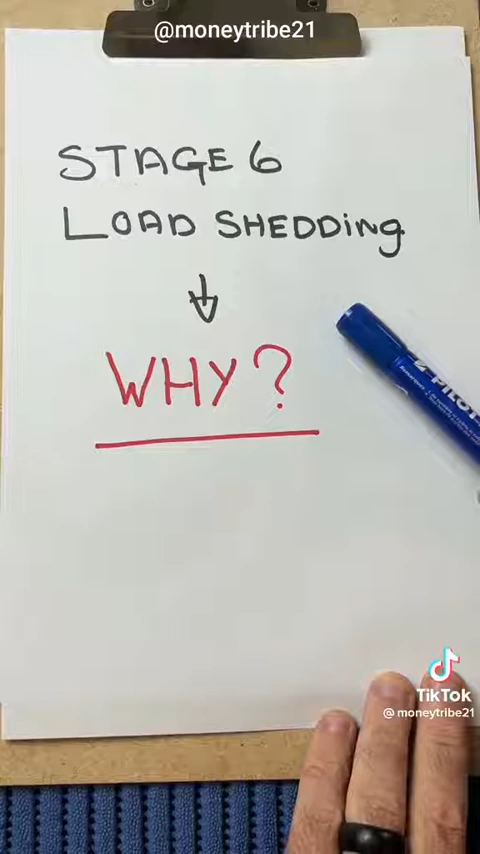 @moneytribe21
STAGE 6
LOAD SHEDDiNg
WHY?
PILOT
TikTok
@moneytribe21